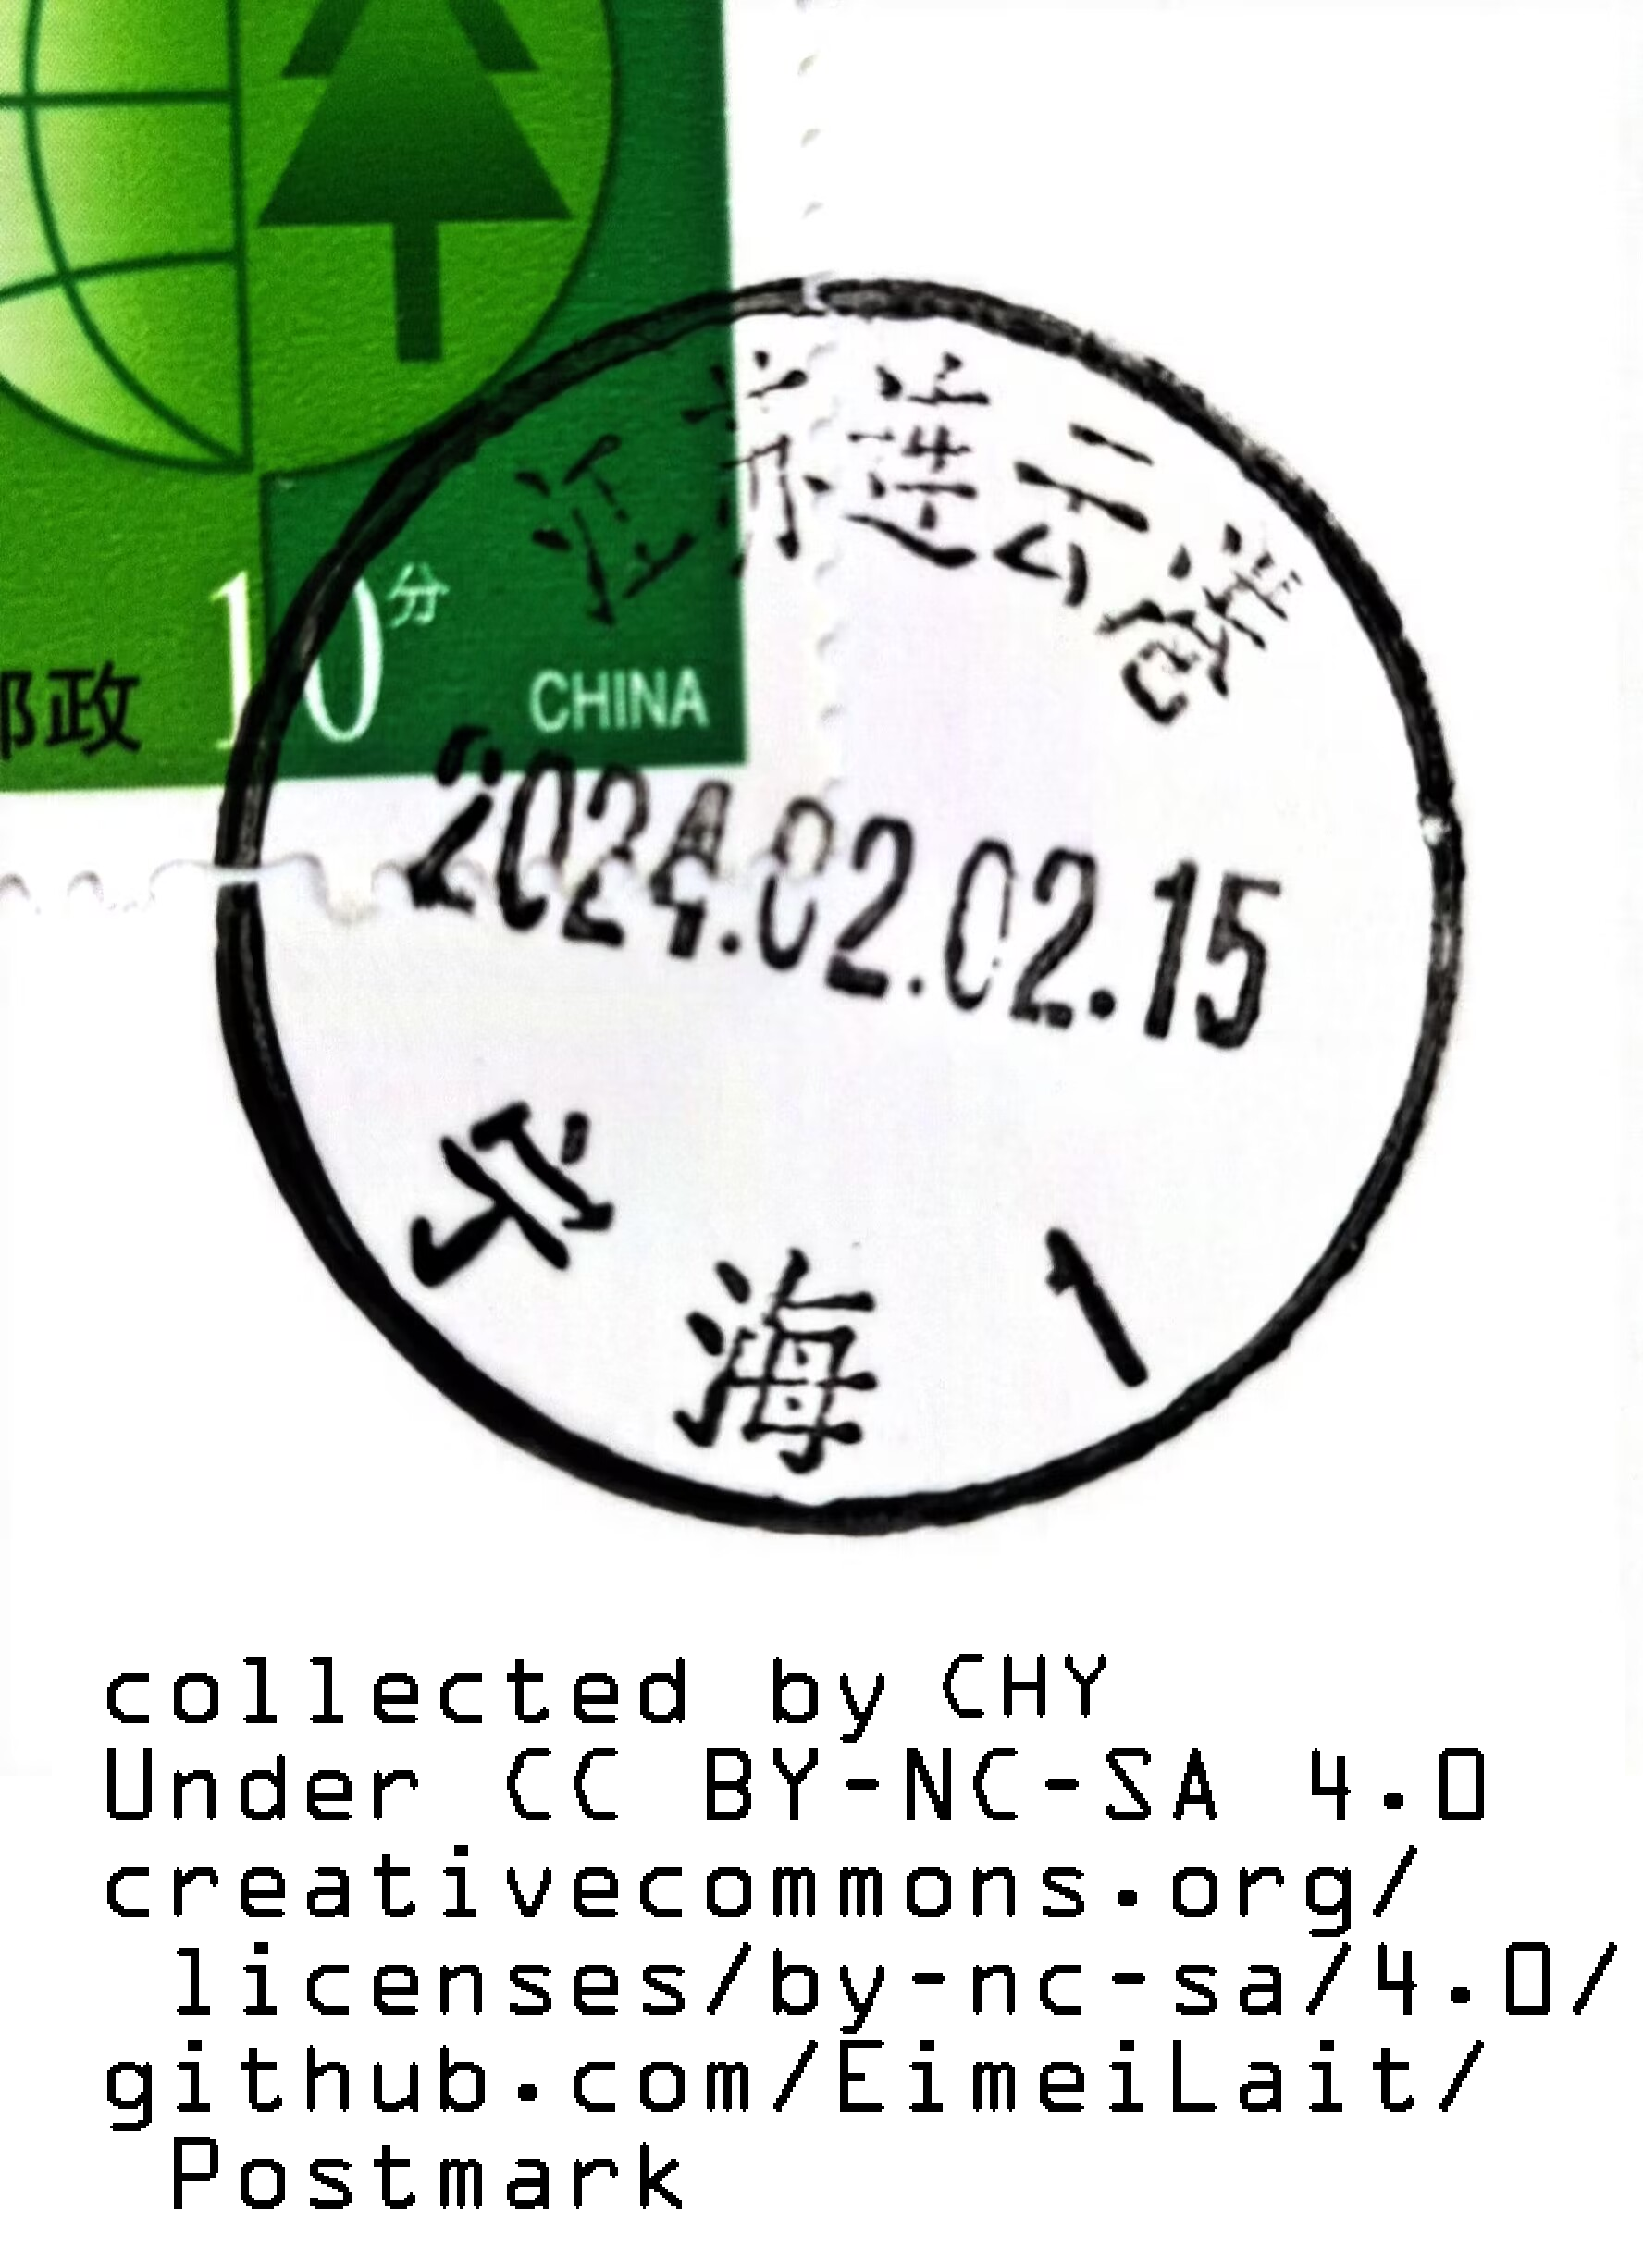 江苏连云港
10分
邮政
CHINA
2024.02.02.15
宁海 1
collected by CHY
Under CC BY-NC-SA 4.0
creativecommons.org/
licenses/by-nc-sa/4.0/
github.com/EimeiLait/
Postmark